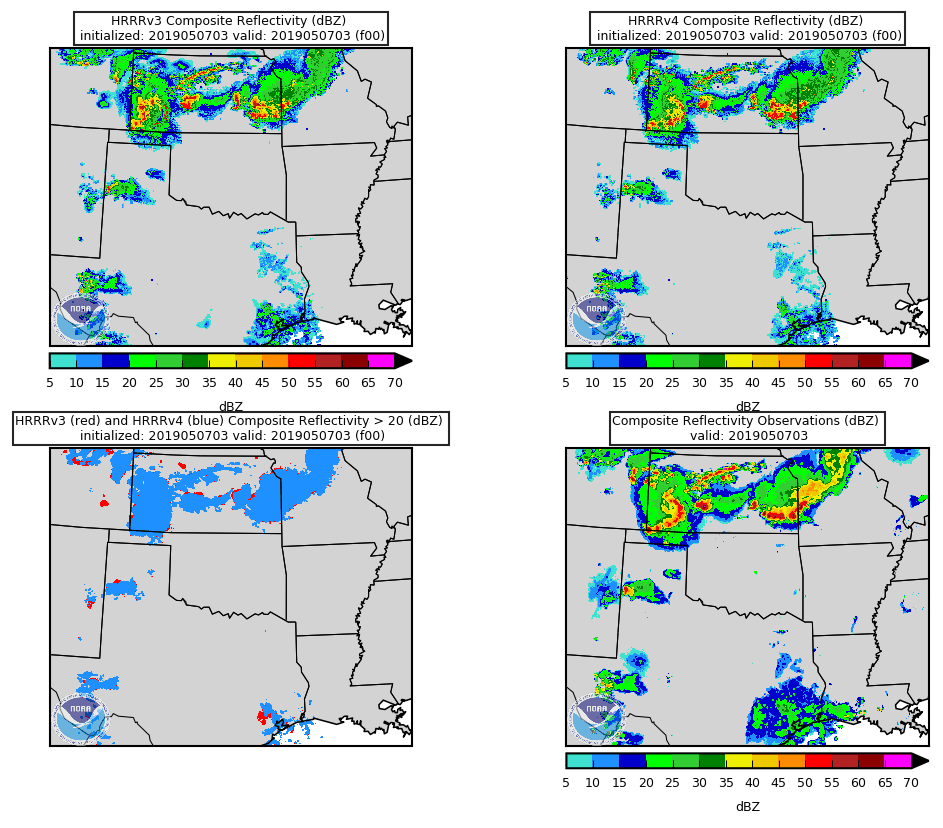 HRRRv3 Composite Reflectivity (dBZ)
initialized: 2019050703 valid: 2019050703 (f00)
HRRRv4 Composite Reflectivity (dBZ)
initialized: 2019050703 valid: 2019050703 (f00)
NOAA
NOAA
5 10 15 20 25 30 35 40 45 50 55 60 65 70
dBZ
5 10 15 20 25 30 35 40 45 50 55 60 65 70
dBZ
HRRRv3 (red) and HRRRv4 (blue) Composite Reflectivity > 20 (dBZ)
initialized: 2019050703 valid: 2019050703 (f00)
Composite Reflectivity Observations (dBZ)
valid: 2019050703
NOAA
NOAA
5 10 15 20 25 30 35 40 45 50 55 60 65 70
dBZ